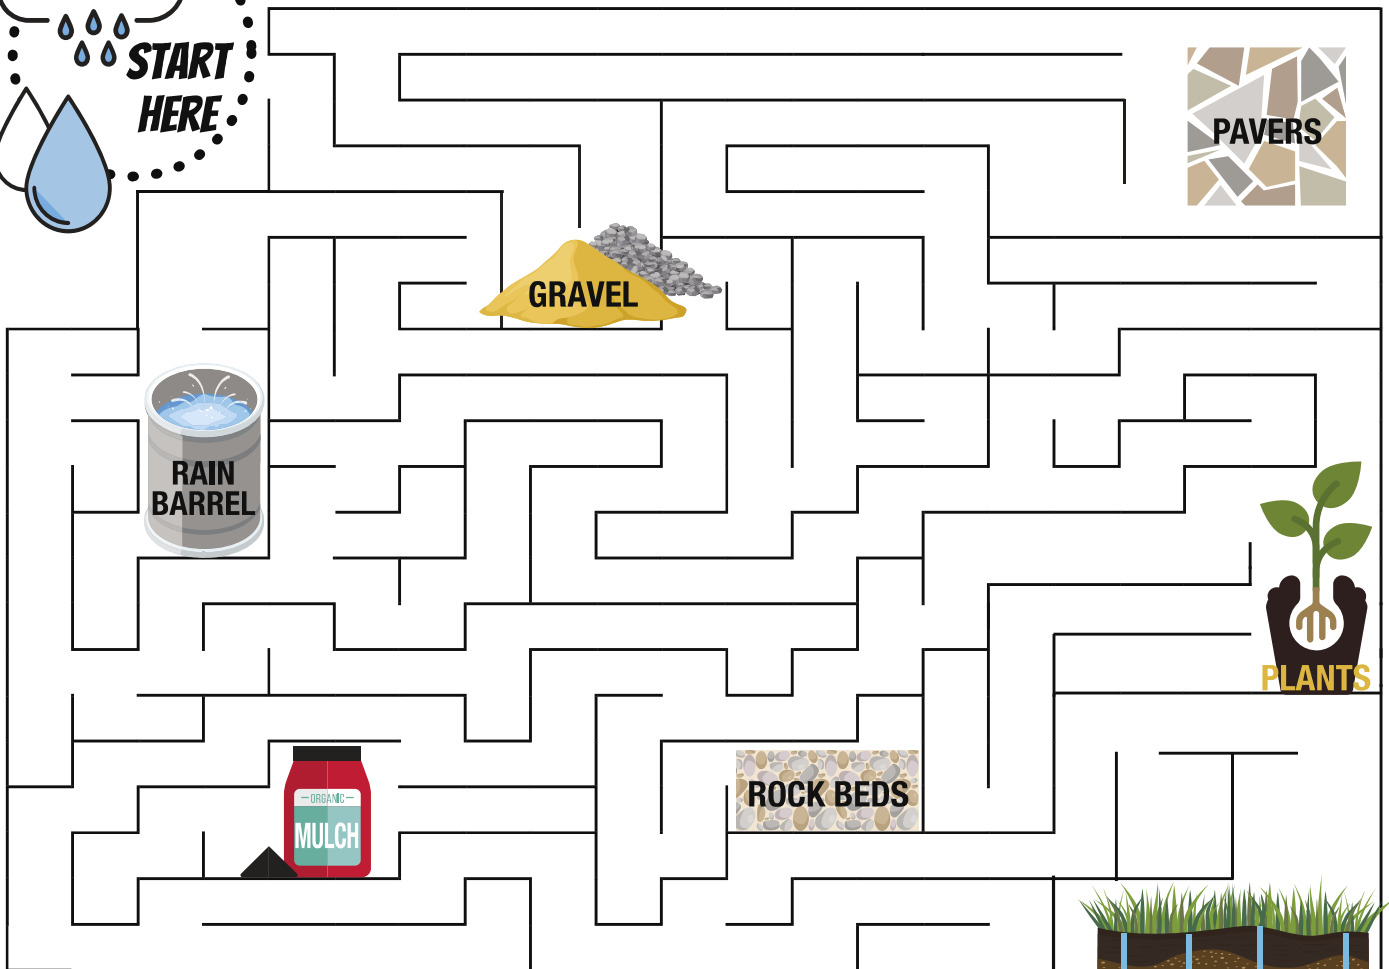 START
HERE
PAVERS
GRAVEL
RAIN
BARREL
PLANTS
ORGANIC
MULCH
ROCK BEDS